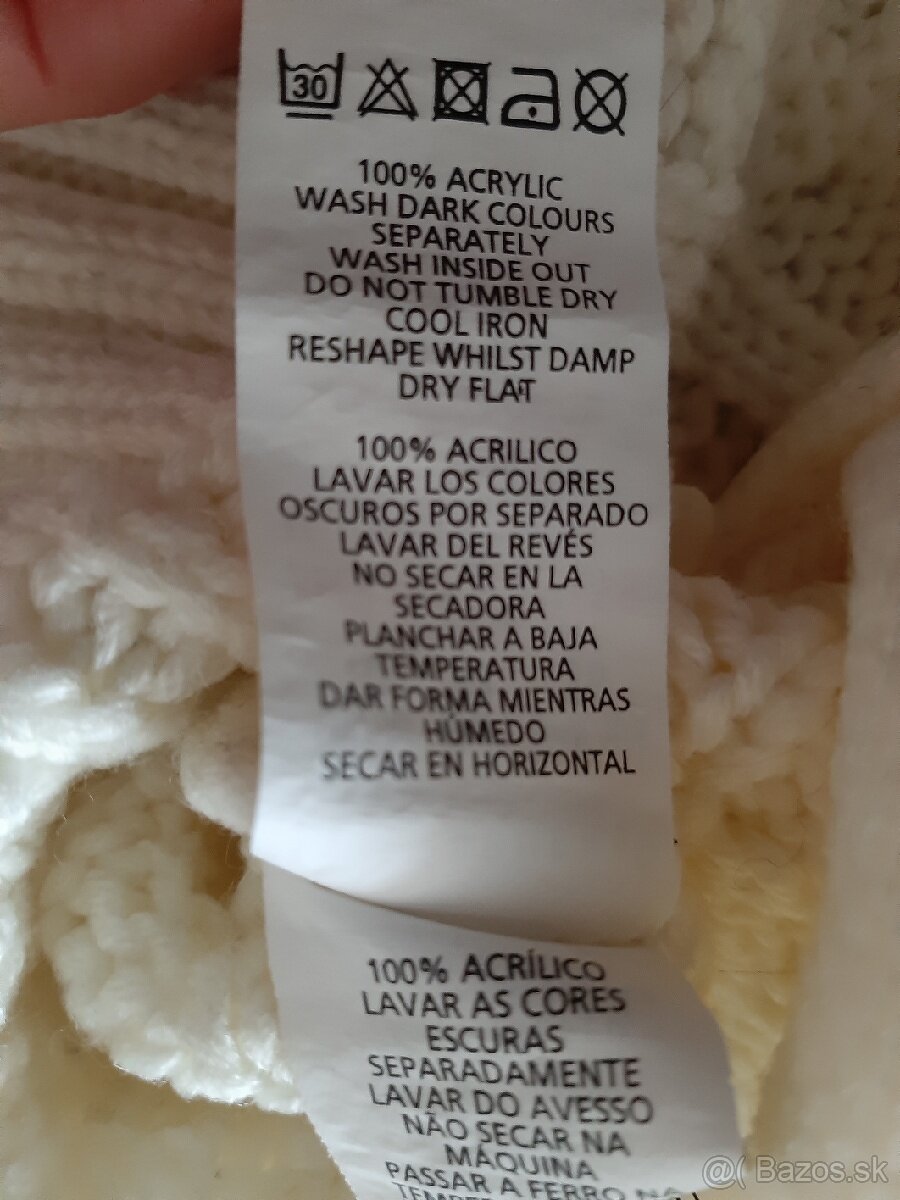 30
100% ACRYLIC
WASH DARK COLOURS
SEPARATELY
WASH INSIDE OUT
DO NOT TUMBLE DRY
COOL IRON
RESHAPE WHILST DAMP
DRY FLAT
100% ACRILICO
LAVAR LOS COLORES
OSCUROS POR SEPARADO
LAVAR DEL REVÉS
NO SECAR EN LA
SECADORA
PLANCHAR A BAJA
TEMPERATURA
DAR FORMA MIENTRAS
HÚMEDO
SECAR EN HORIZONTAL
100% ACRÍLICO
LAVAR AS CORES
ESCURAS
SEPARADAMENTE
LAVAR DO AVESSO
NÃO SECAR NA
MÁQUINA
PASSAR A FERRO NA
@( Bazos.sk